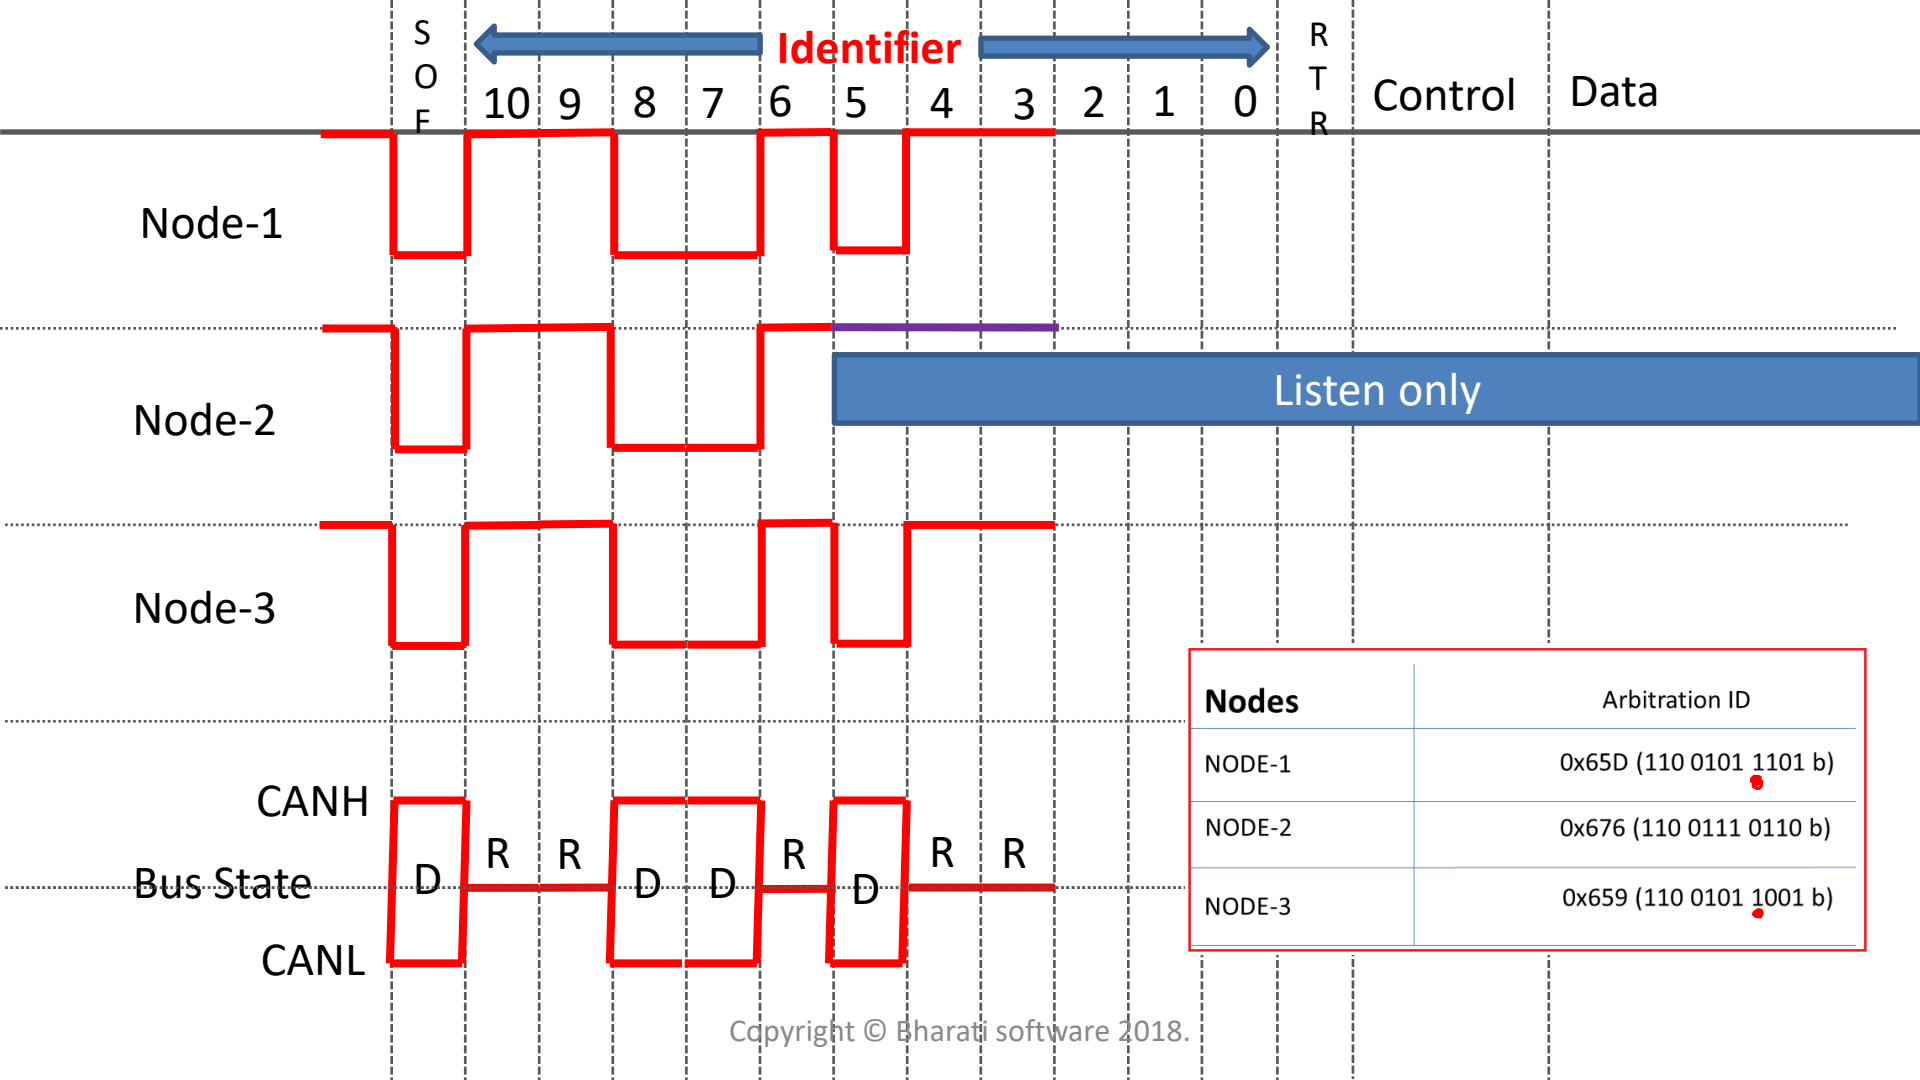 S
O
F
Identifier
R
T
R
10 9 8 7 6 5 4 3 2 1 0
Control
Data
Node-1
Node-2
Listen only
Node-3
Nodes
Arbitration ID
NODE-1
0x65D (110 0101 1101 b)
NODE-2
0x676 (110 0111 0110 b)
NODE-3
0x659 (110 0101 1001 b)
CANH
Bus State
D R R D D R D R R
CANL
Copyright © Bharati software 2018.